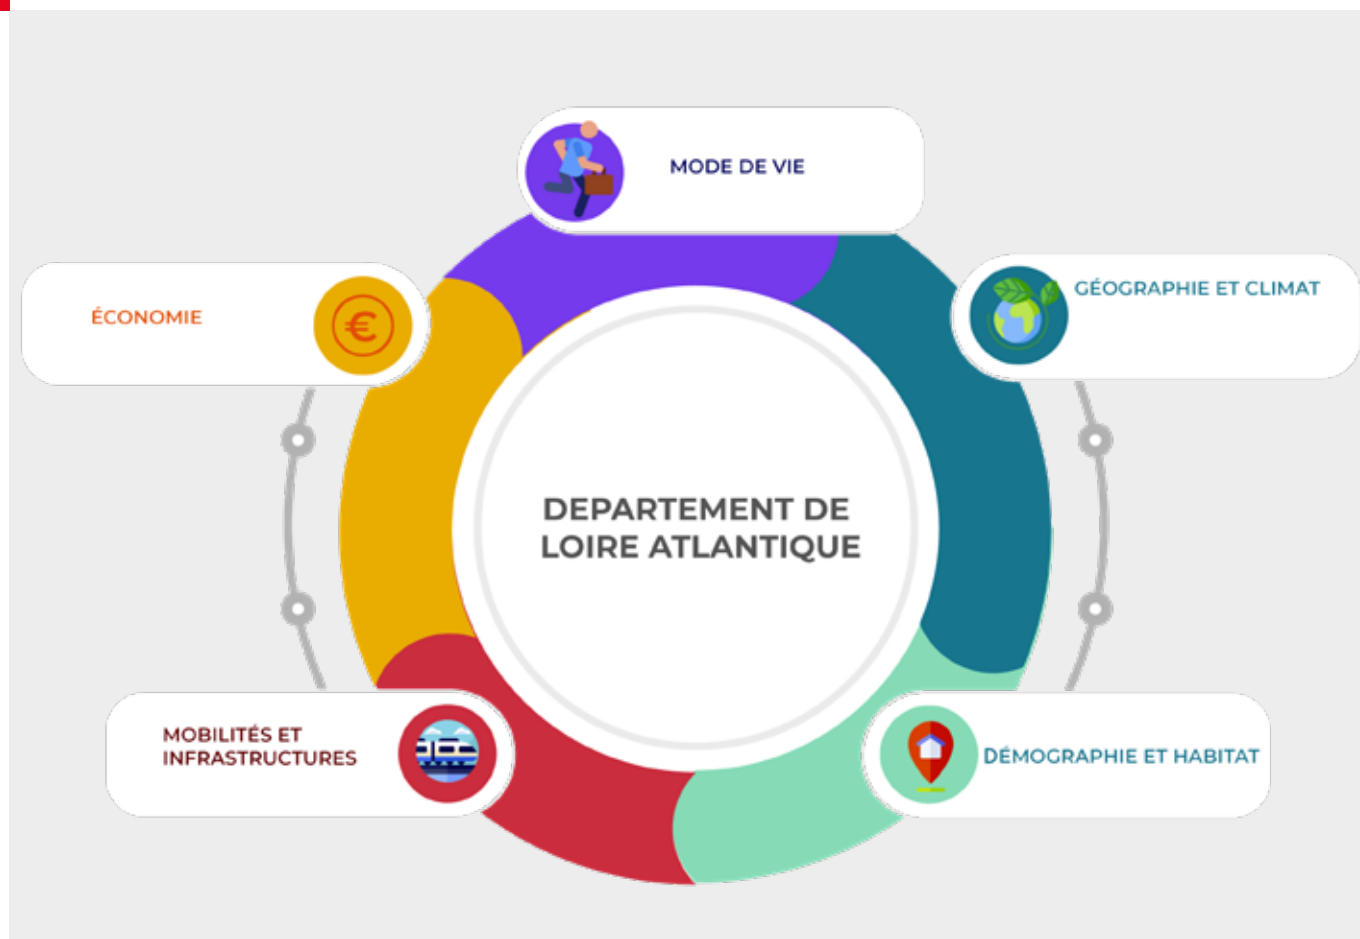 MODE DE VIE
GÉOGRAPHIE ET CLIMAT
ÉCONOMIE
€
DEPARTEMENT DE
LOIRE ATLANTIQUE
MOBILITÉS ET
INFRASTRUCTURES
DÉMOGRAPHIE ET HABITAT